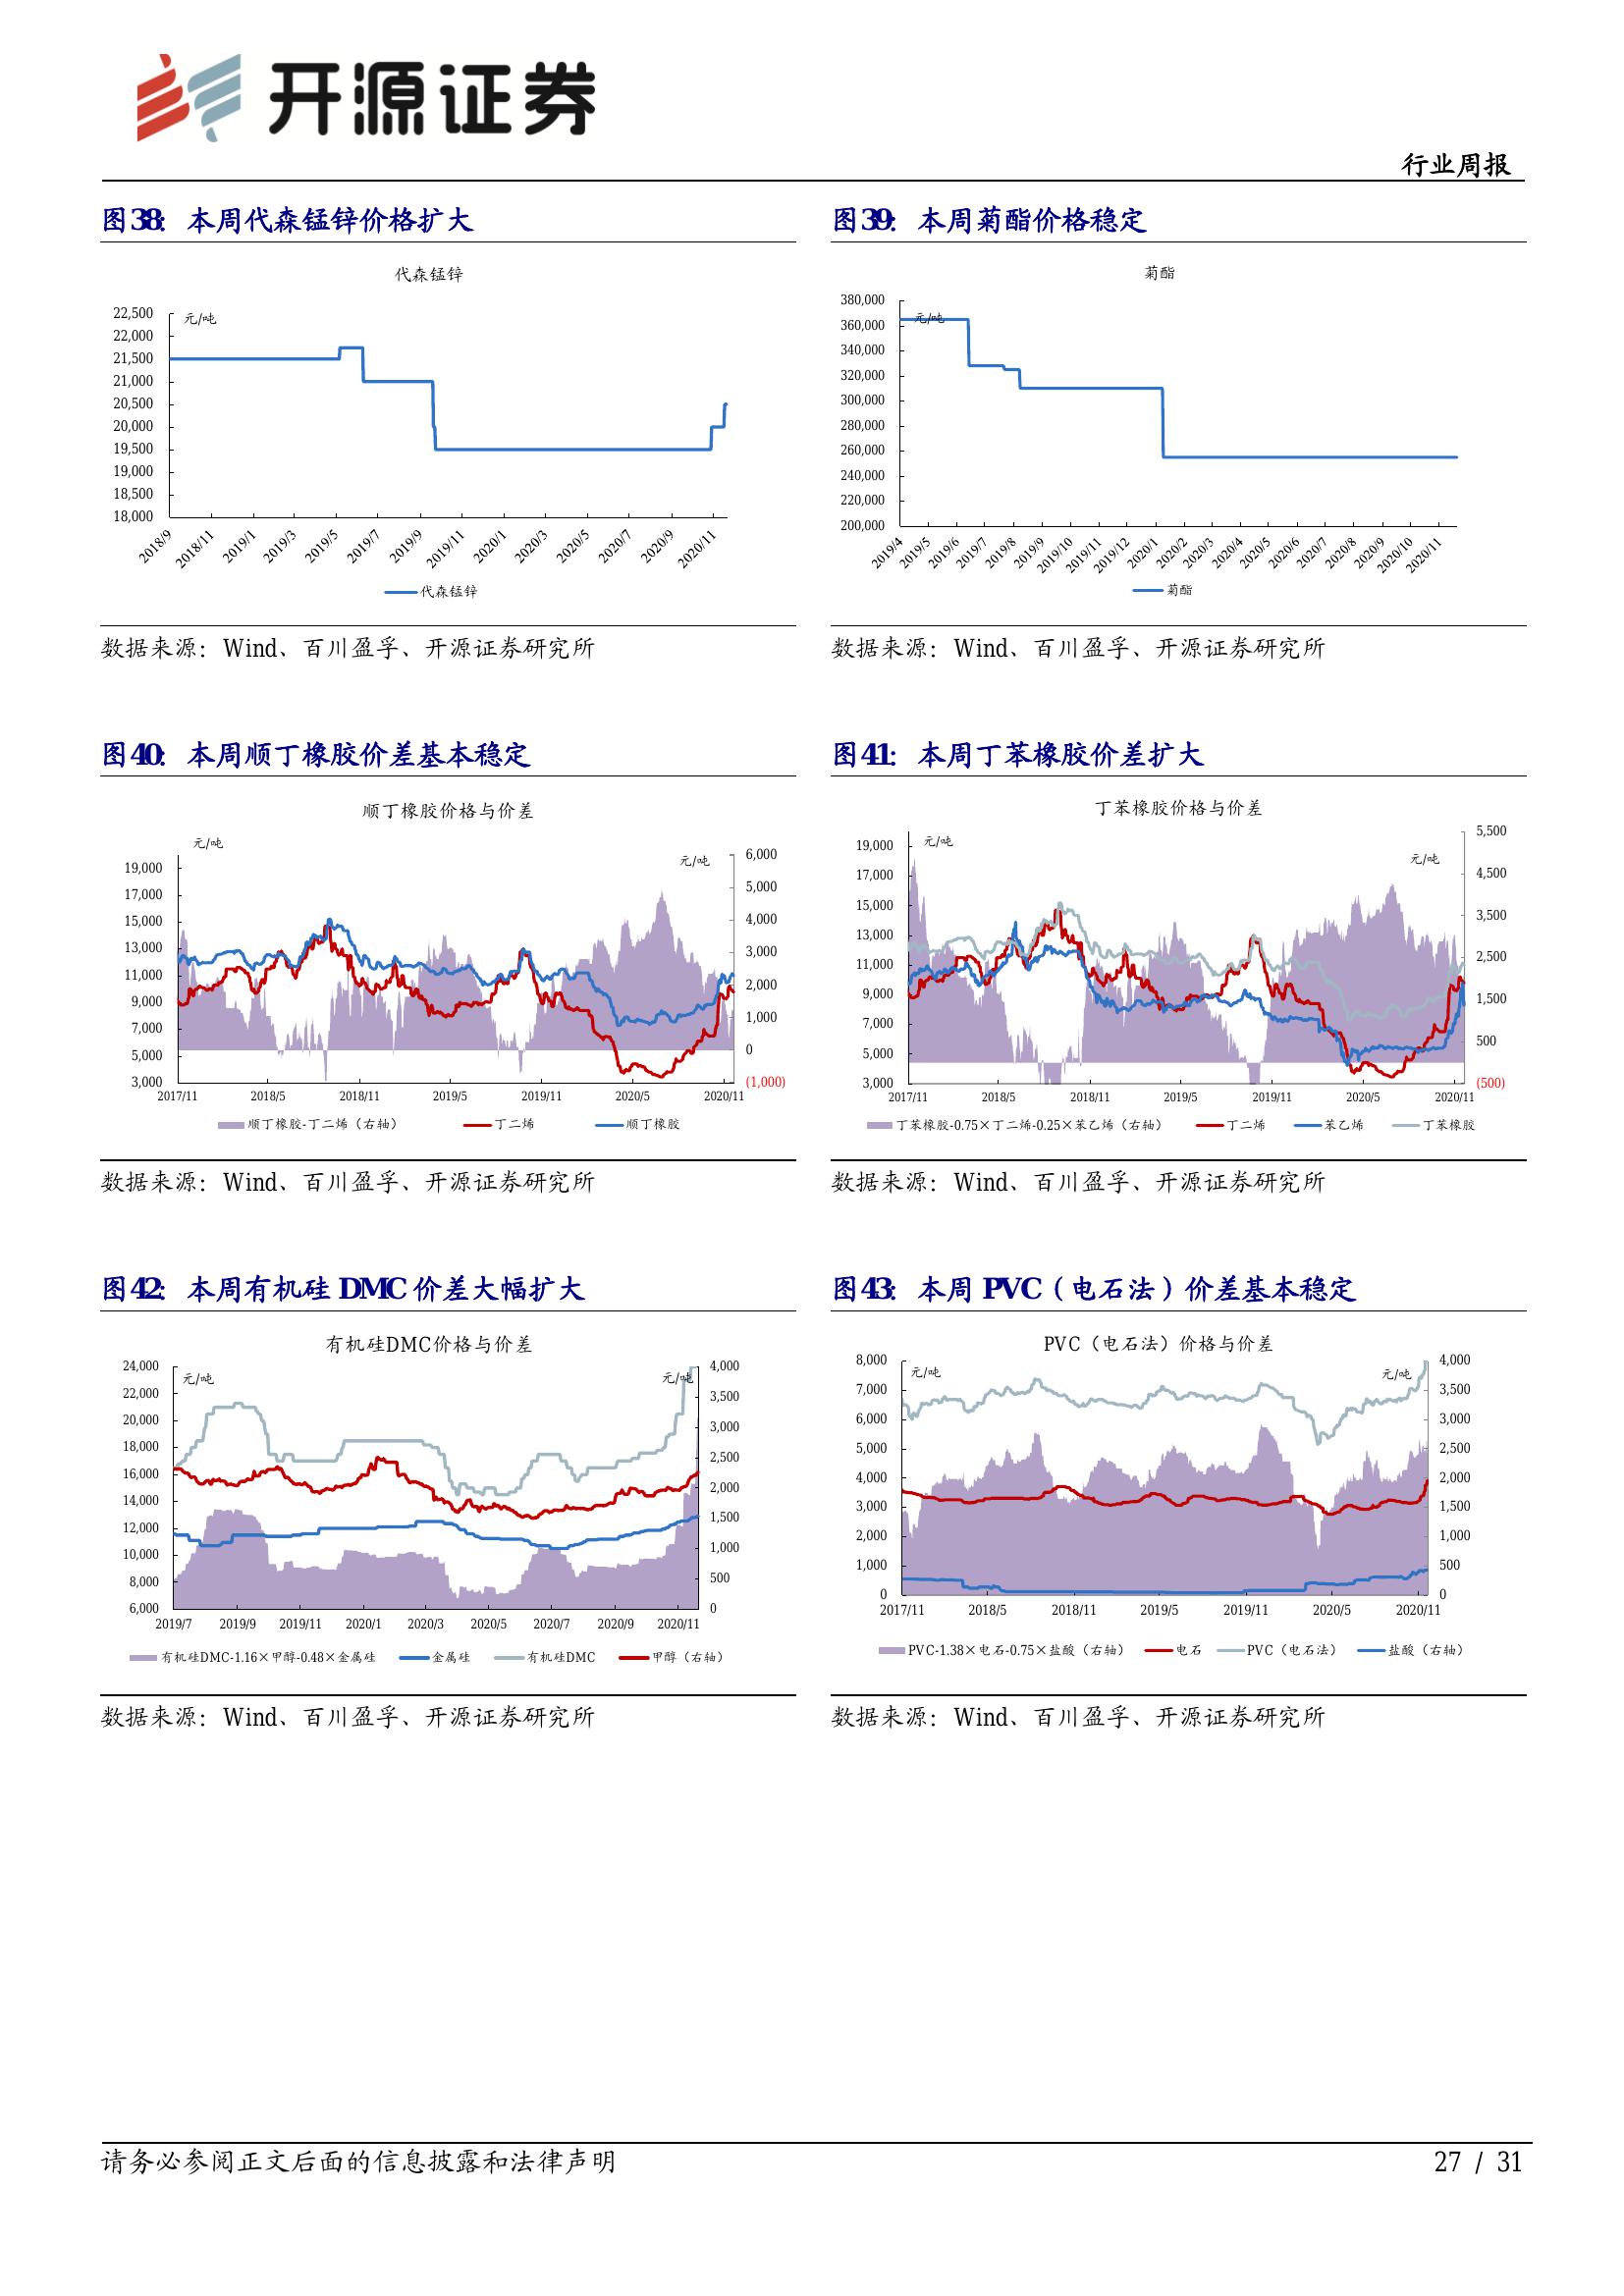 开源证券
行业周报
图38： 本周代森锰锌价格扩大
代森锰锌
元/吨
22,500
22,000
21,500
21,000
20,500
20,000
19,500
19,000
18,500
18,000
2018/9 2018/11 2019/1 2019/3 2019/5 2019/7 2019/9 2019/11 2020/1 2020/3 2020/5 2020/7 2020/9 2020/11
代森锰锌
数据来源：Wind、百川盈孚、开源证券研究所
图39： 本周菊酯价格稳定
菊酯
元/吨
380,000
360,000
340,000
320,000
300,000
280,000
260,000
240,000
220,000
200,000
2019/4 2019/5 2019/6 2019/7 2019/8 2019/9 2019/10 2019/11 2019/12 2020/1 2020/2 2020/3 2020/4 2020/5 2020/6 2020/7 2020/8 2020/9 2020/10 2020/11
菊酯
数据来源：Wind、百川盈孚、开源证券研究所
图40： 本周顺丁橡胶价差基本稳定
顺丁橡胶价格与价差
元/吨
元/吨
19,000
17,000
15,000
13,000
11,000
9,000
7,000
5,000
3,000
6,000
5,000
4,000
3,000
2,000
1,000
0
(1,000)
2017/11 2018/5 2018/11 2019/5 2019/11 2020/5 2020/11
顺丁橡胶-丁二烯（右轴） 丁二烯 顺丁橡胶
数据来源：Wind、百川盈孚、开源证券研究所
图41： 本周丁苯橡胶价差扩大
丁苯橡胶价格与价差
元/吨
元/吨
19,000
17,000
15,000
13,000
11,000
9,000
7,000
5,000
3,000
5,500
4,500
3,500
2,500
1,500
500
(500)
2017/11 2018/5 2018/11 2019/5 2019/11 2020/5 2020/11
丁苯橡胶-0.75×丁二烯-0.25×苯乙烯（右轴） 丁二烯 苯乙烯 丁苯橡胶
数据来源：Wind、百川盈孚、开源证券研究所
图42： 本周有机硅 DMC 价差大幅扩大
有机硅DMC价格与价差
元/吨
元/吨
24,000
22,000
20,000
18,000
16,000
14,000
12,000
10,000
8,000
6,000
4,000
3,500
3,000
2,500
2,000
1,500
1,000
500
0
2019/7 2019/9 2019/11 2020/1 2020/3 2020/5 2020/7 2020/9 2020/11
有机硅DMC-1.16×甲醇-0.48×金属硅 金属硅 有机硅DMC 甲醇（右轴）
数据来源：Wind、百川盈孚、开源证券研究所
图43： 本周 PVC（电石法）价差基本稳定
PVC（电石法）价格与价差
元/吨
元/吨
8,000
7,000
6,000
5,000
4,000
3,000
2,000
1,000
0
4,000
3,500
3,000
2,500
2,000
1,500
1,000
500
0
2017/11 2018/5 2018/11 2019/5 2019/11 2020/5 2020/11
PVC-1.38×电石-0.75×盐酸（右轴） 电石 PVC（电石法） 盐酸（右轴）
数据来源：Wind、百川盈孚、开源证券研究所
请务必参阅正文后面的信息披露和法律声明
27 / 31